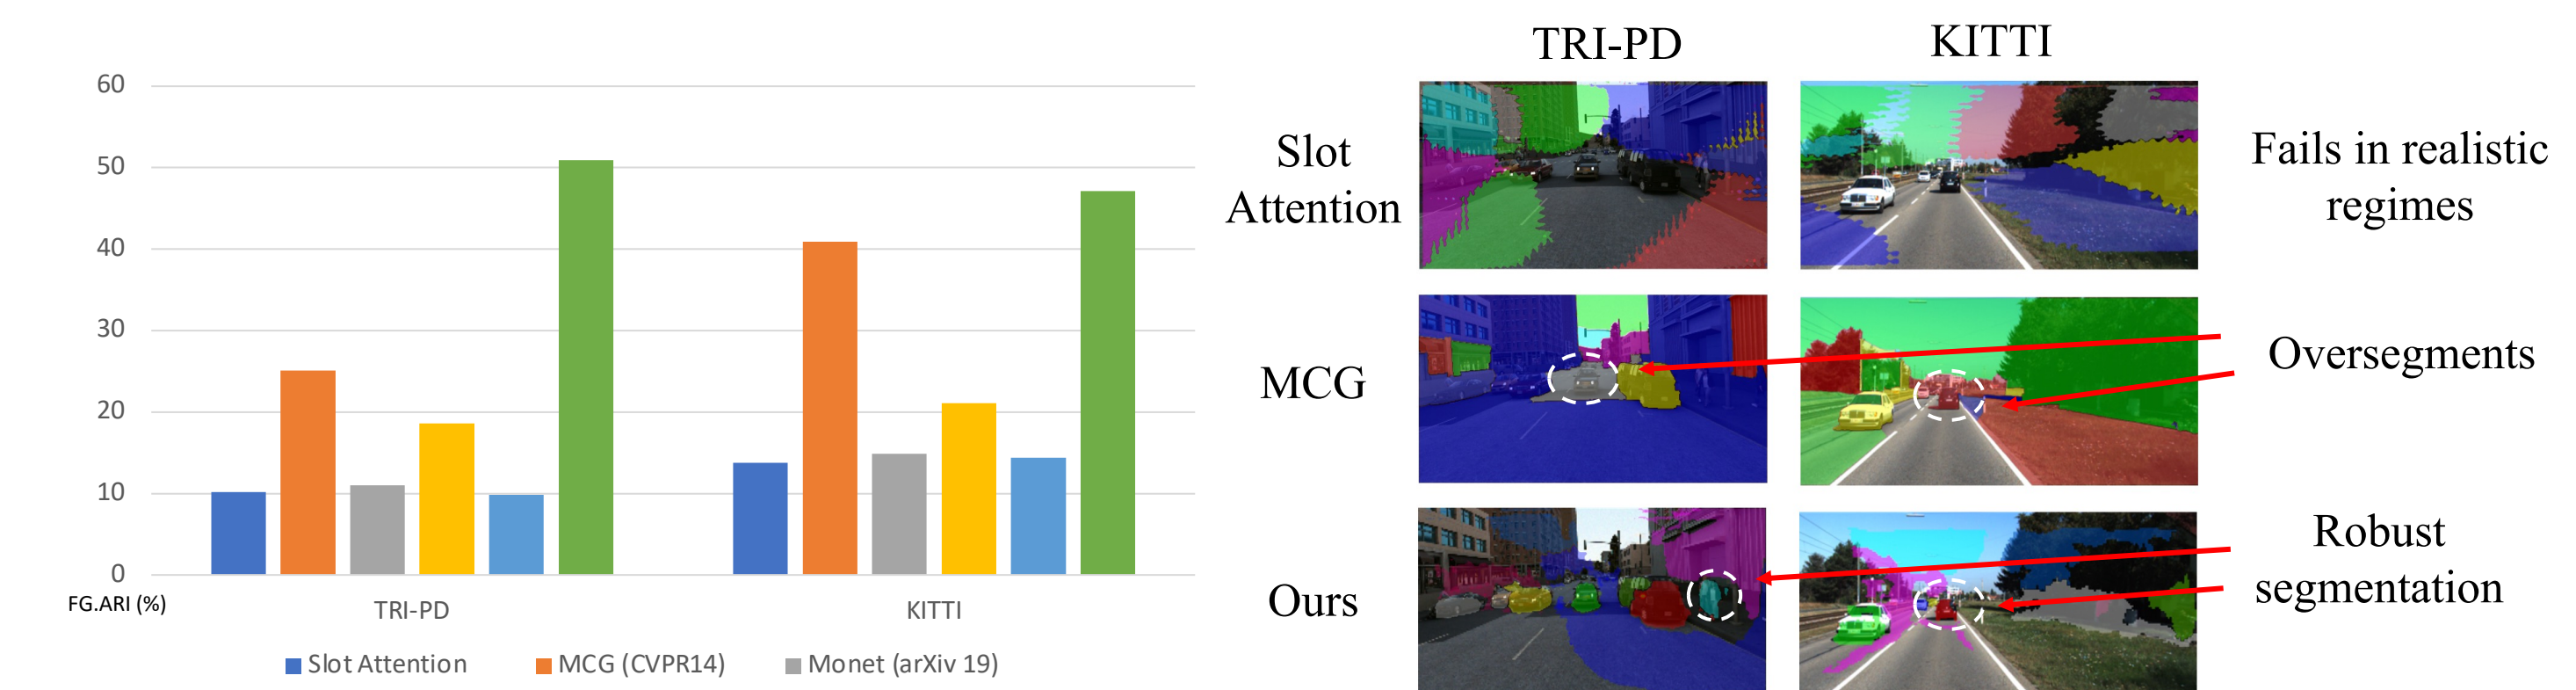 60
50
40
30
20
10
0
FG.ARI (%)
TRI-PD
KITTI
Slot Attention
MCG (CVPR14)
Monet (arXiv 19)
TRI-PD
KITTI
Slot
Attention
Fails in realistic
regimes
MCG
Oversegments
Ours
Robust
segmentation